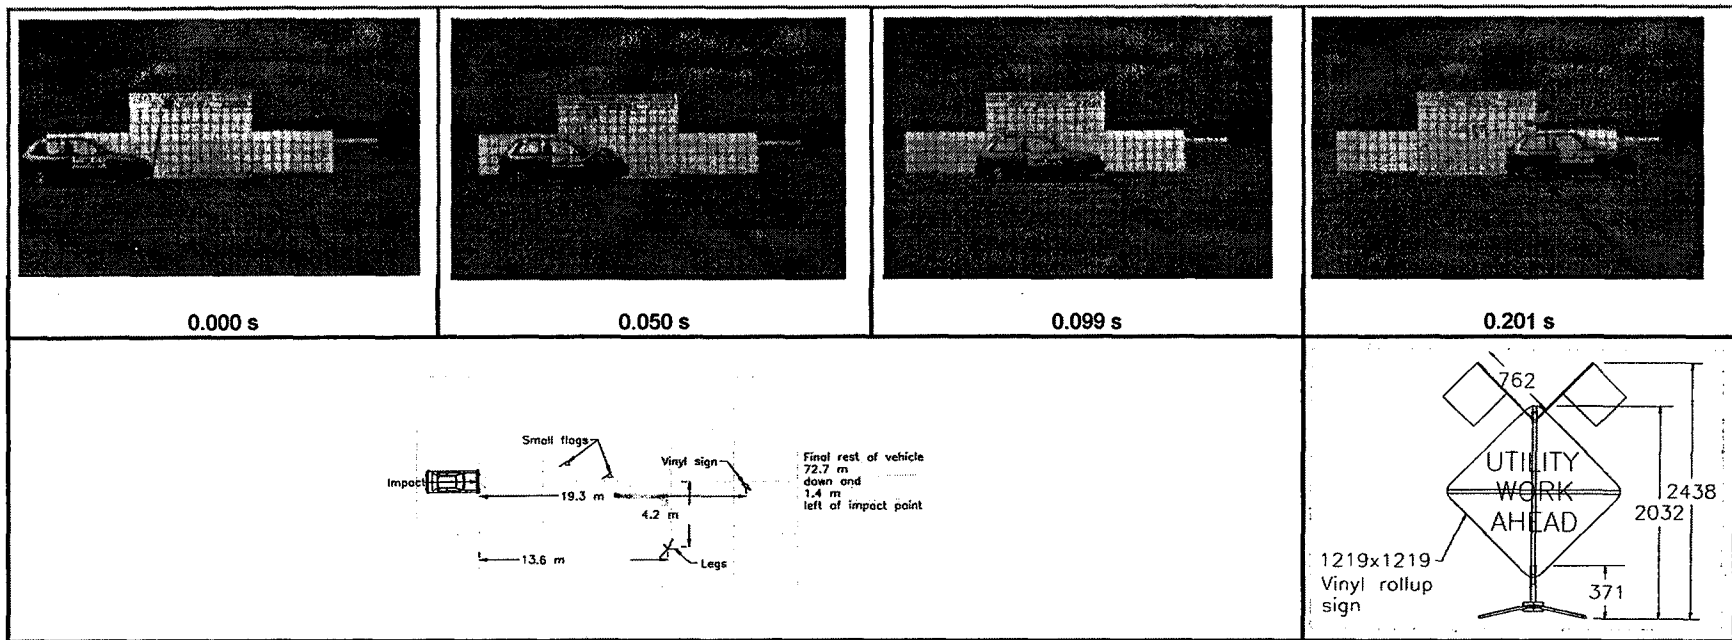 0.000 s
0.050 s
0.099 s
0.201 s
Small flags
Vinyl sign
Impact
19.3 m
4.2 m
13.6 m
Legs
Final rest of vehicle
72.7 m
down and
1.4 m
left of impact point
762
UTILITY
WORK
AHEAD
2438
2032
371
1219x1219
Vinyl rollup
sign